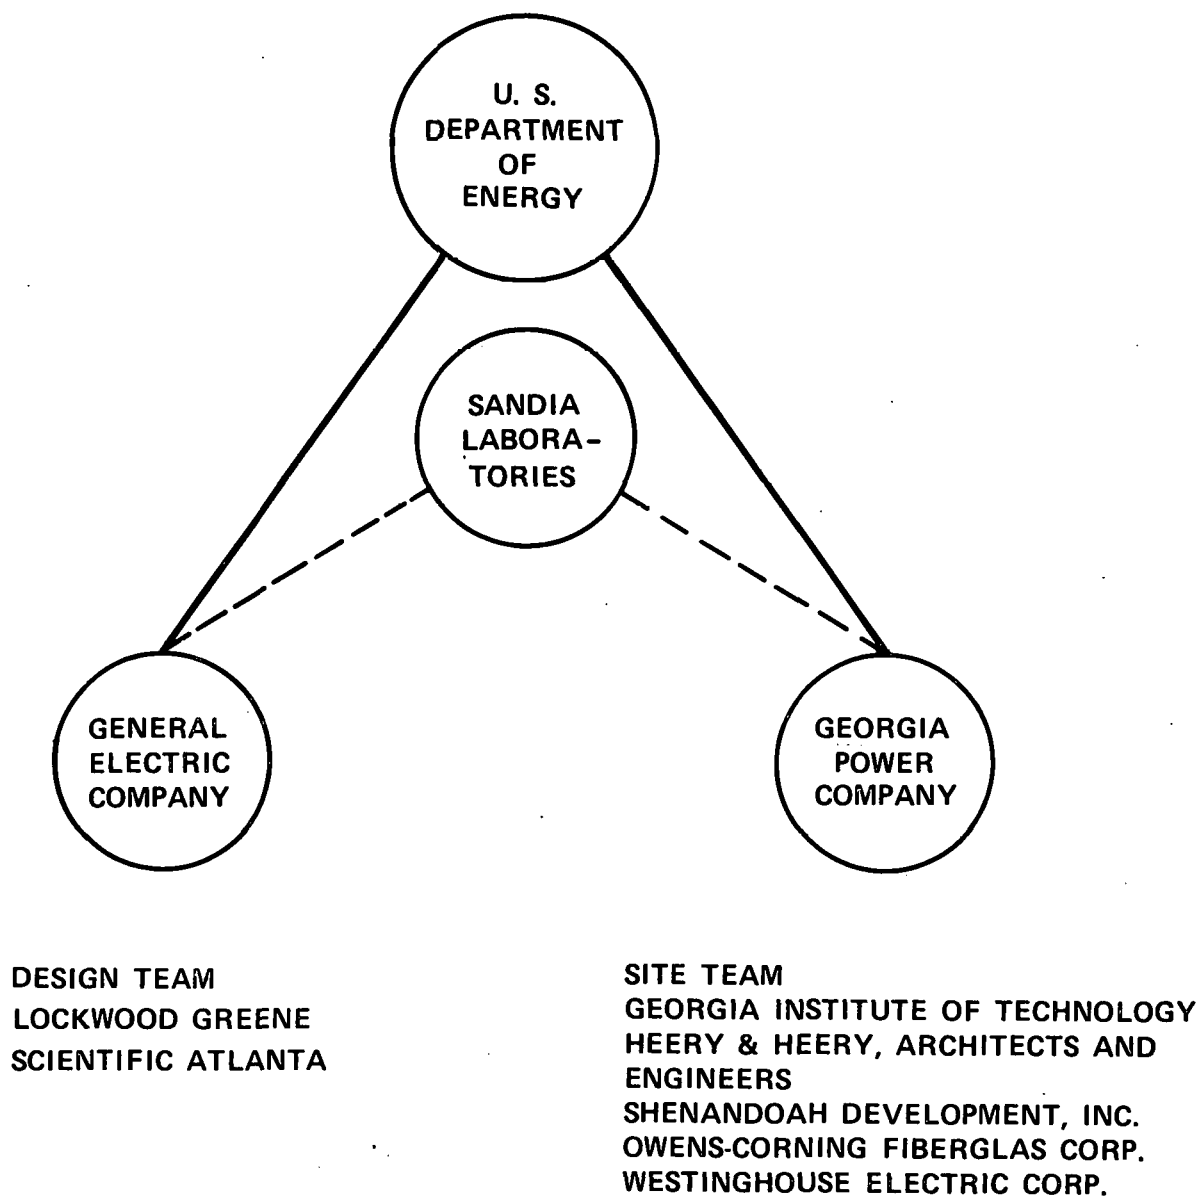 U. S.
DEPARTMENT
OF
ENERGY
SANDIA
LABORA-
TORIES
GENERAL
ELECTRIC
COMPANY
GEORGIA
POWER
COMPANY
DESIGN TEAM
LOCKWOOD GREENE
SCIENTIFIC ATLANTA
SITE TEAM
GEORGIA INSTITUTE OF TECHNOLOGY
HEERY & HEERY, ARCHITECTS AND
ENGINEERS
SHENANDOAH DEVELOPMENT, INC.
OWENS-CORNING FIBERGLAS CORP.
WESTINGHOUSE ELECTRIC CORP.